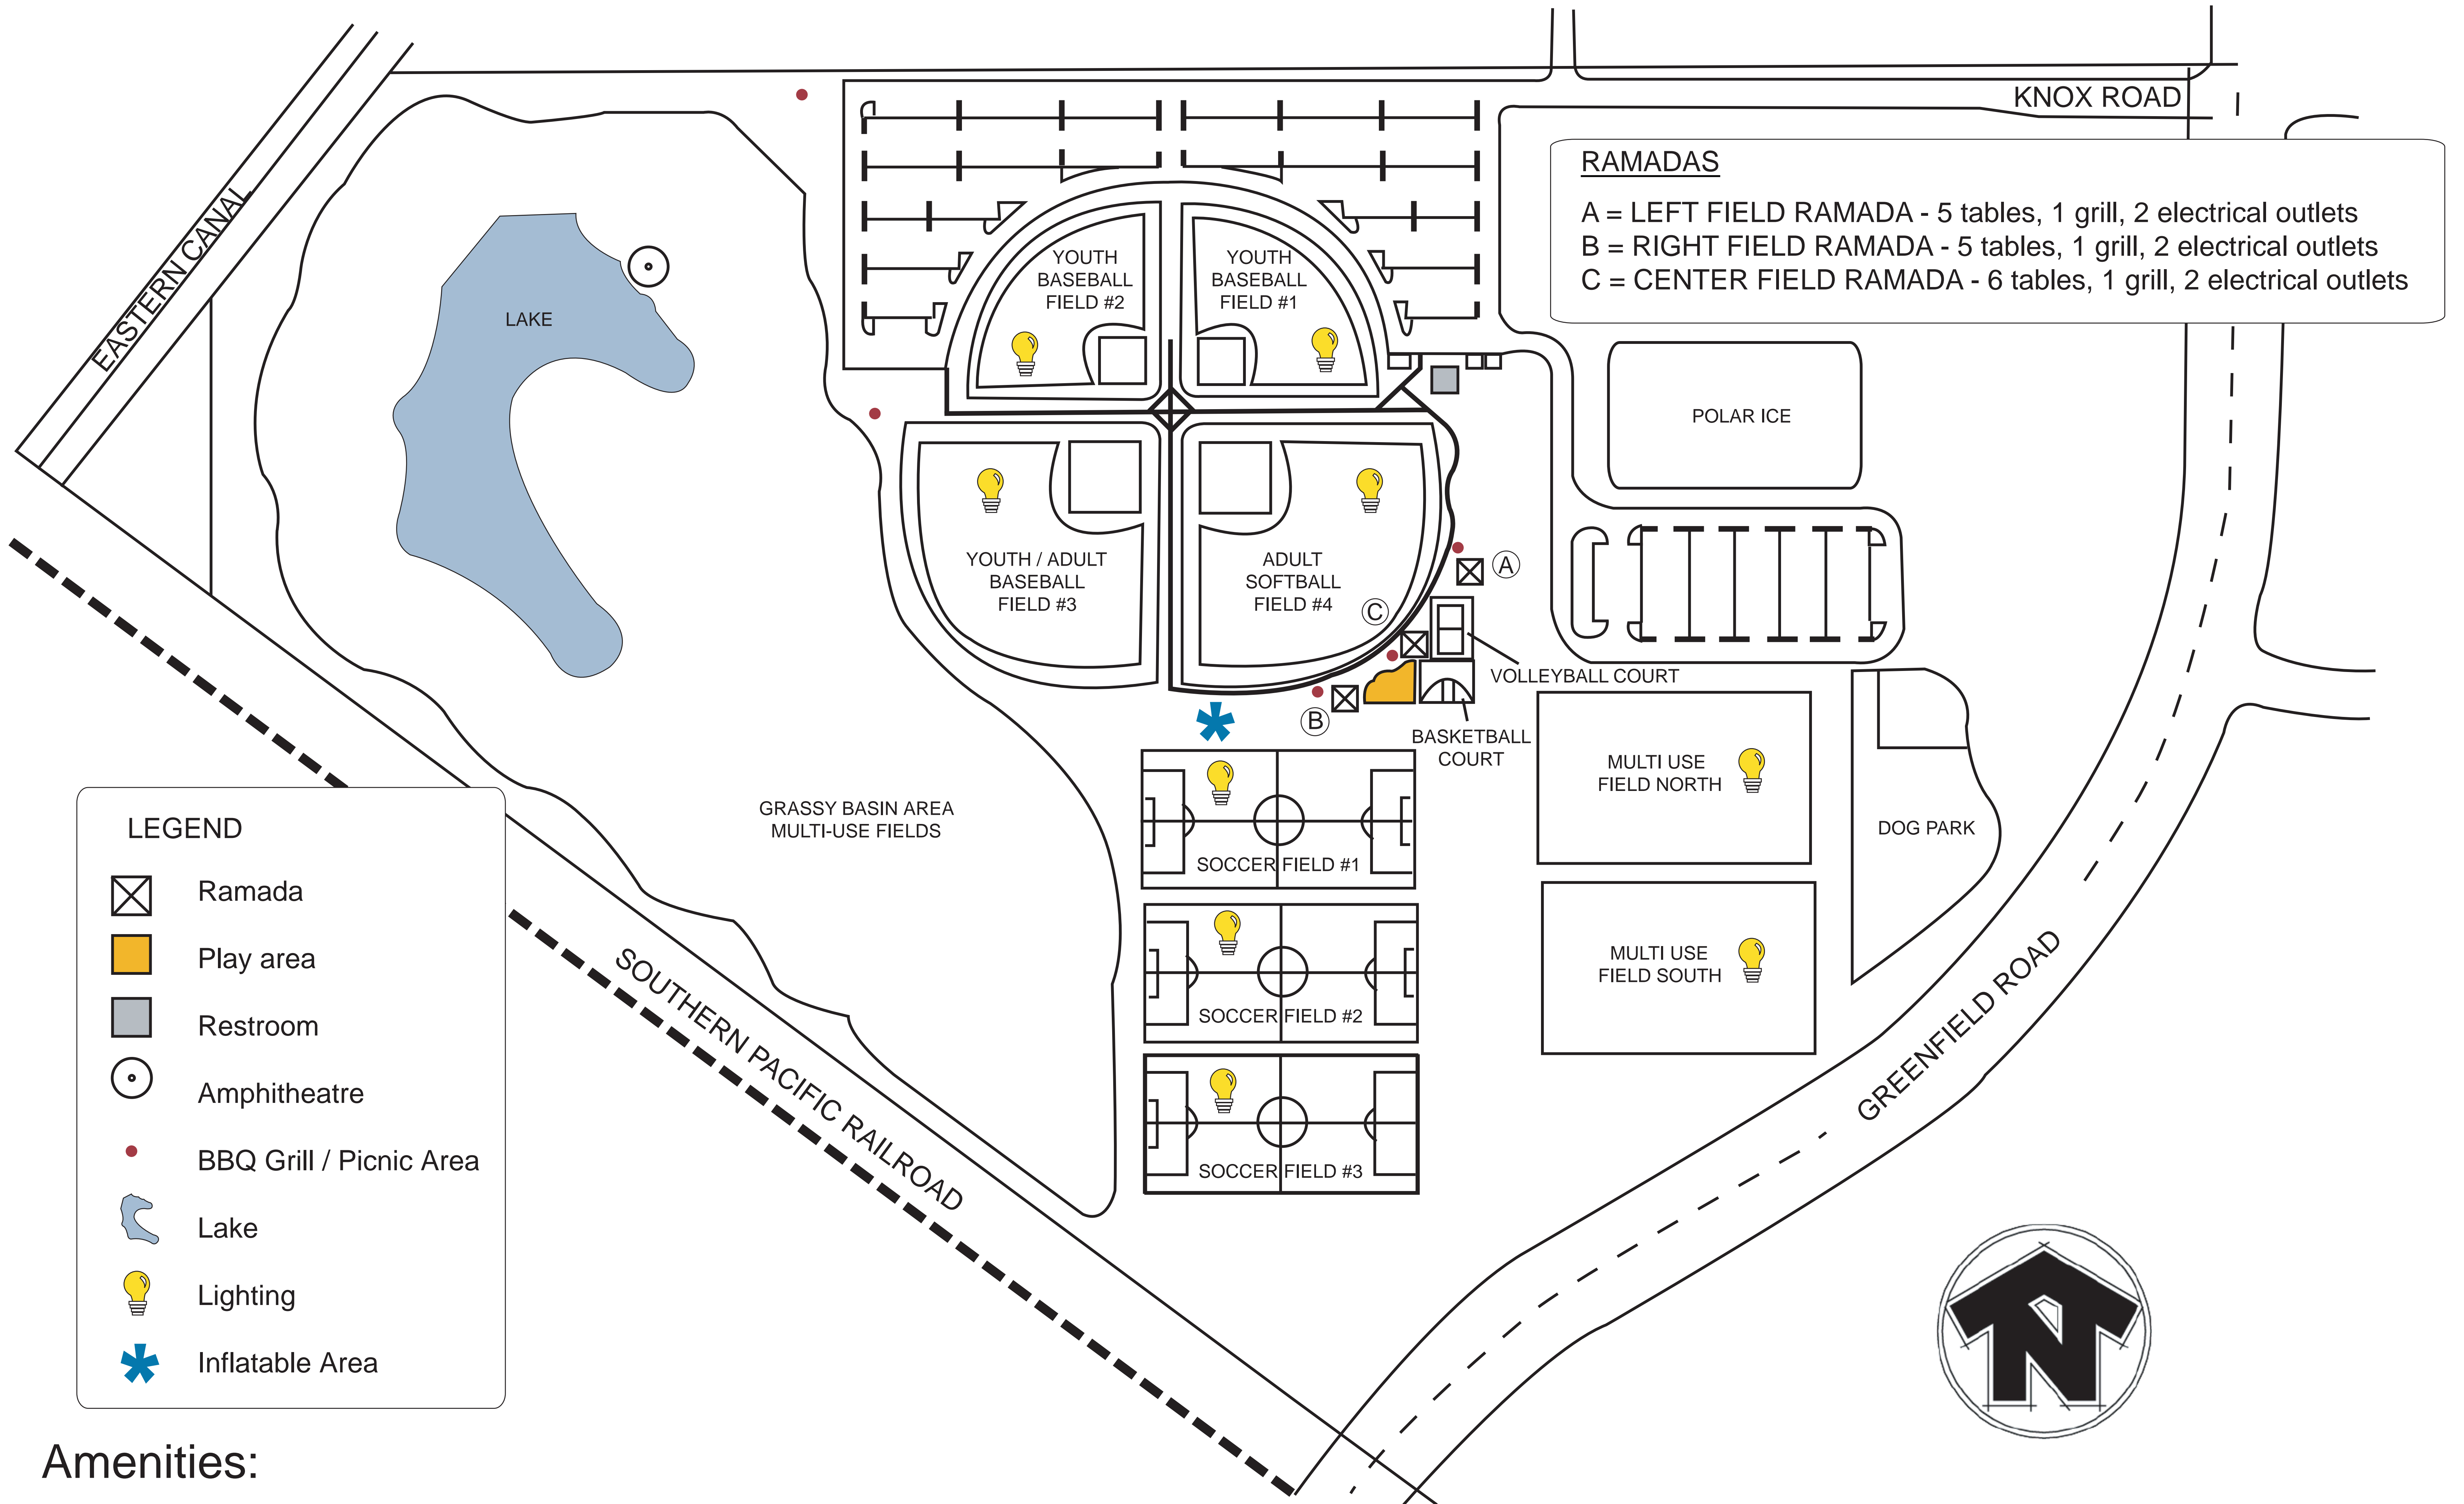 KNOX ROAD
RAMADAS
A = LEFT FIELD RAMADA - 5 tables, 1 grill, 2 electrical outlets
B = RIGHT FIELD RAMADA - 5 tables, 1 grill, 2 electrical outlets
C = CENTER FIELD RAMADA - 6 tables, 1 grill, 2 electrical outlets
EASTERN CANAL
LAKE
YOUTH
BASEBALL
FIELD #2
YOUTH
BASEBALL
FIELD #1
POLAR ICE
YOUTH / ADULT
BASEBALL
FIELD #3
ADULT
SOFTBALL
FIELD #4
A
C
VOLLEYBALL COURT
B
BASKETBALL
COURT
MULTI USE
FIELD NORTH
DOG PARK
GRASSY BASIN AREA
MULTI-USE FIELDS
SOCCER FIELD #1
MULTI USE
FIELD SOUTH
SOCCER FIELD #2
SOCCER FIELD #3
SOUTHERN PACIFIC RAILROAD
GREENFIELD ROAD
LEGEND
Ramada
Play area
Restroom
Amphitheatre
BBQ Grill / Picnic Area
Lake
Lighting
Inflatable Area
N
Amenities: